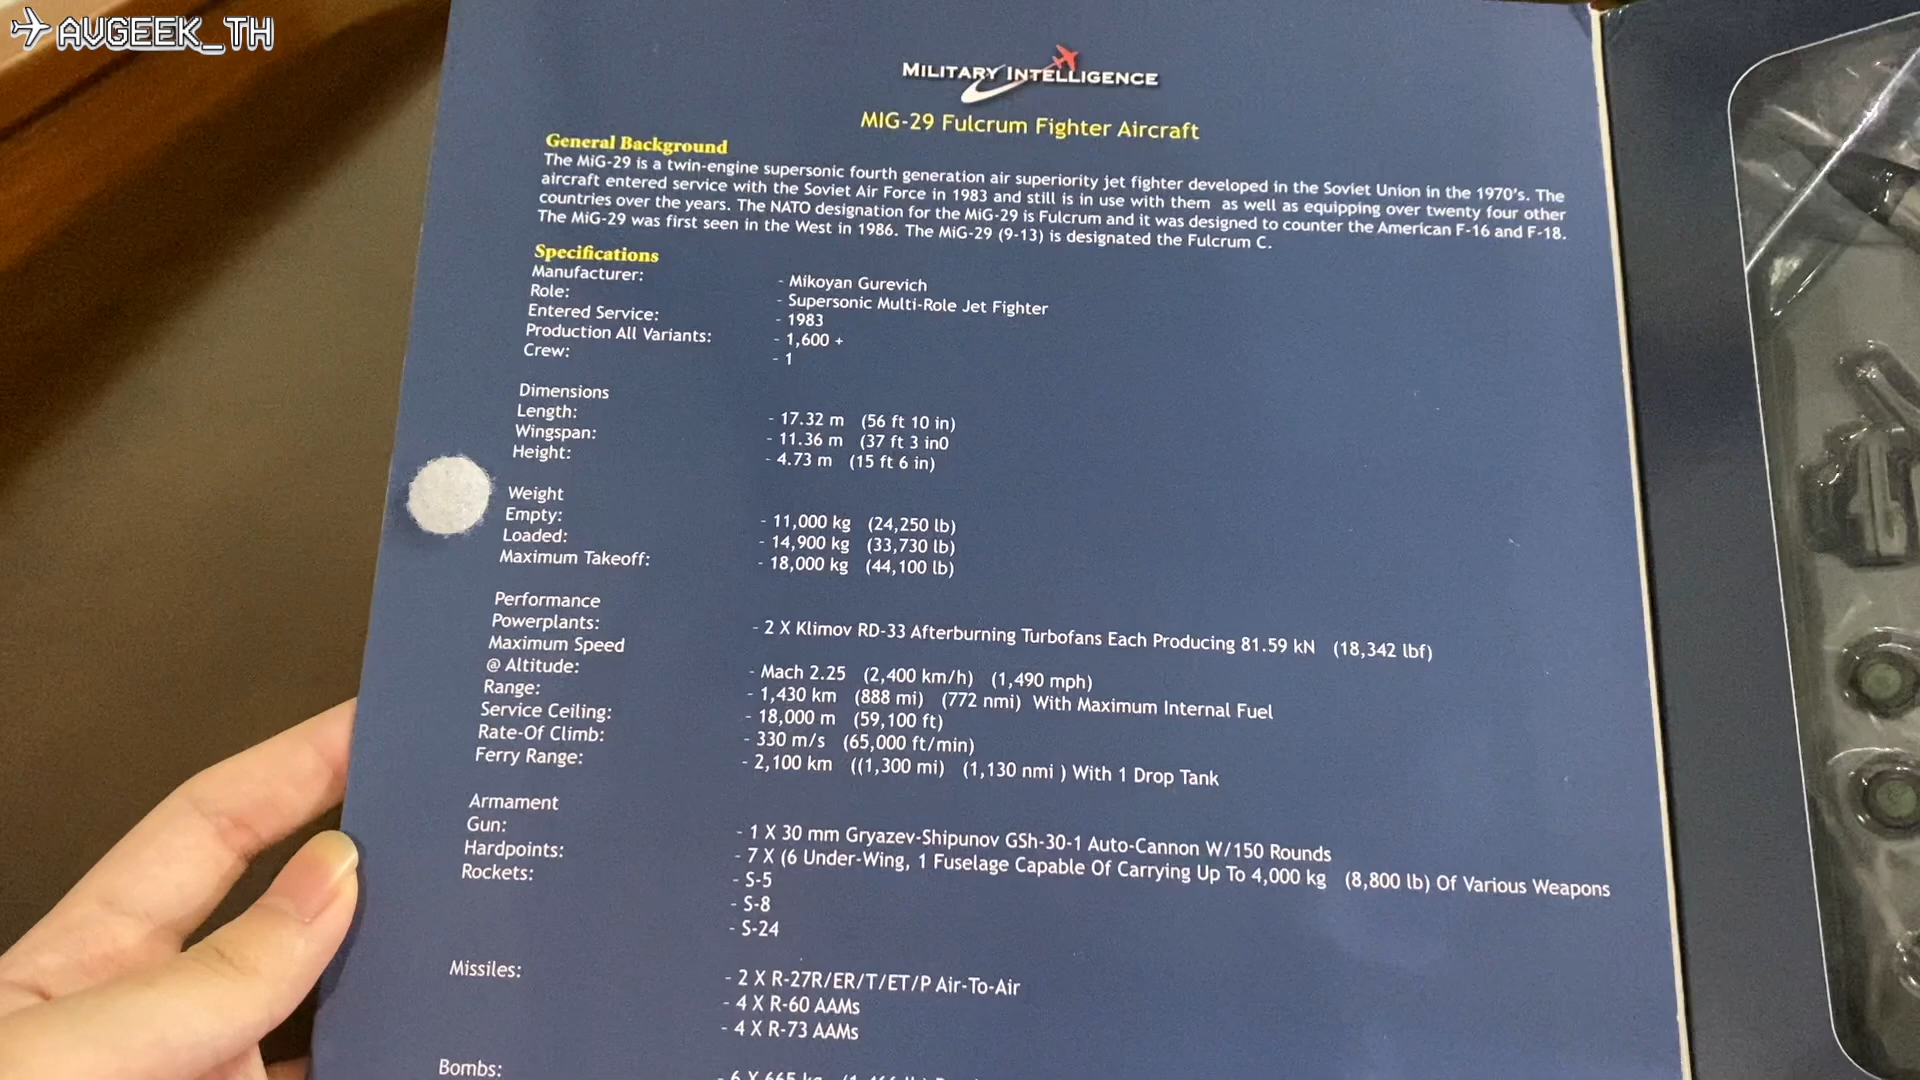 AVGEEK_TH
MILITARY INTELLIGENCE
MIG-29 Fulcrum Fighter Aircraft
General Background
The MiG-29 is a twin-engine supersonic fourth generation air superiority jet fighter developed in the Soviet Union in the 1970's. The
aircraft entered service with the Soviet Air Force in 1983 and still is in use with them as well as equipping over twenty four other
countries over the years. The NATO designation for the MiG-29 is Fulcrum and it was designed to counter the American F-16 and F-18.
The MiG-29 was first seen in the West in 1986. The MiG-29 (9-13) is designated the Fulcrum C.
Specifications
Manufacturer: - Mikoyan Gurevich
Role: - Supersonic Multi-Role Jet Fighter
Entered Service: - 1983
Production All Variants: - 1,600 +
Crew: - 1
Dimensions
Length: - 17.32 m (56 ft 10 in)
Wingspan: - 11.36 m (37 ft 3 in0
Height: - 4.73 m (15 ft 6 in)
Weight
Empty: - 11,000 kg (24,250 lb)
Loaded: - 14,900 kg (33,730 lb)
Maximum Takeoff: - 18,000 kg (44,100 lb)
Performance
Powerplants: - 2 X Klimov RD-33 Afterburning Turbofans Each Producing 81.59 kN (18,342 lbf)
Maximum Speed
@ Altitude: - Mach 2.25 (2,400 km/h) (1,490 mph)
Range: - 1,430 km (888 mi) (772 nmi) With Maximum Internal Fuel
Service Ceiling: - 18,000 m (59,100 ft)
Rate-Of Climb: - 330 m/s (65,000 ft/min)
Ferry Range: - 2,100 km ((1,300 mi) (1,130 nmi ) With 1 Drop Tank
Armament
Gun: - 1 X 30 mm Gryazev-Shipunov GSh-30-1 Auto-Cannon W/150 Rounds
Hardpoints: - 7 X (6 Under-Wing, 1 Fuselage Capable Of Carrying Up To 4,000 kg (8,800 lb) Of Various Weapons
Rockets: - S-5
- S-8
- S-24
Missiles: - 2 X R-27R/ER/T/ET/P Air-To-Air
- 4 X R-60 AAMs
- 4 X R-73 AAMs
Bombs: - 6 X 665 kg